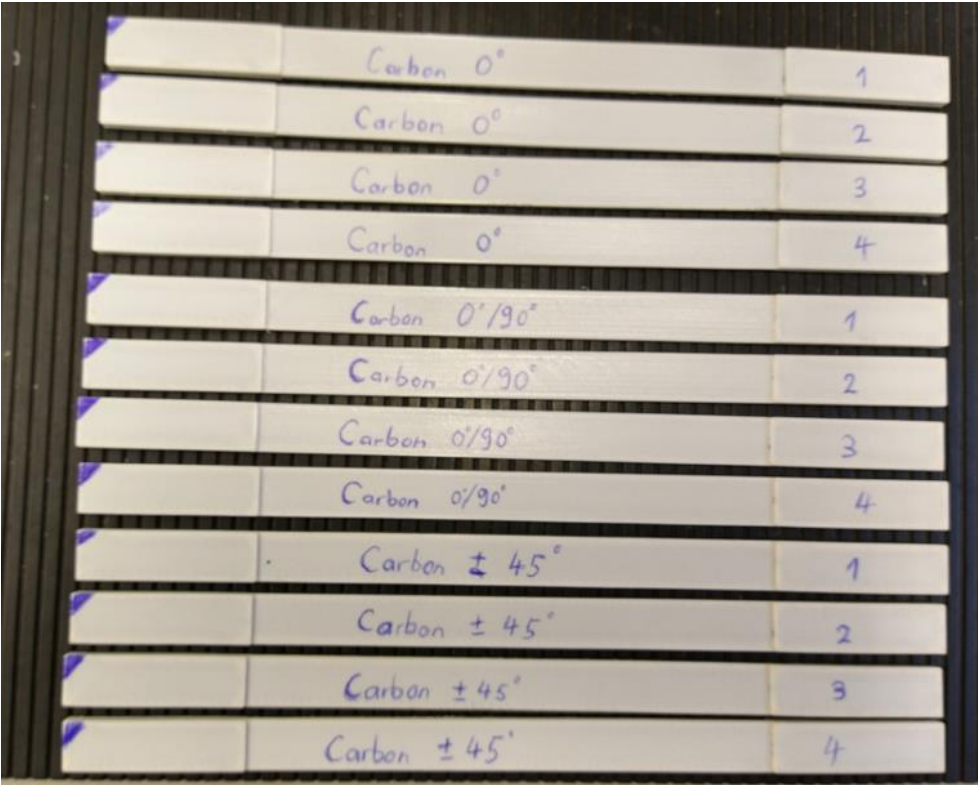 Carbon 0° 1
Carbon 0° 2
Carbon 0° 3
Carbon 0° 4
Carbon 0°/90° 1
Carbon 0°/90° 2
Carbon 0°/90° 3
Carbon 0°/90° 4
Carbon ± 45° 1
Carbon ± 45° 2
Carbon ± 45° 3
Carbon ± 45° 4